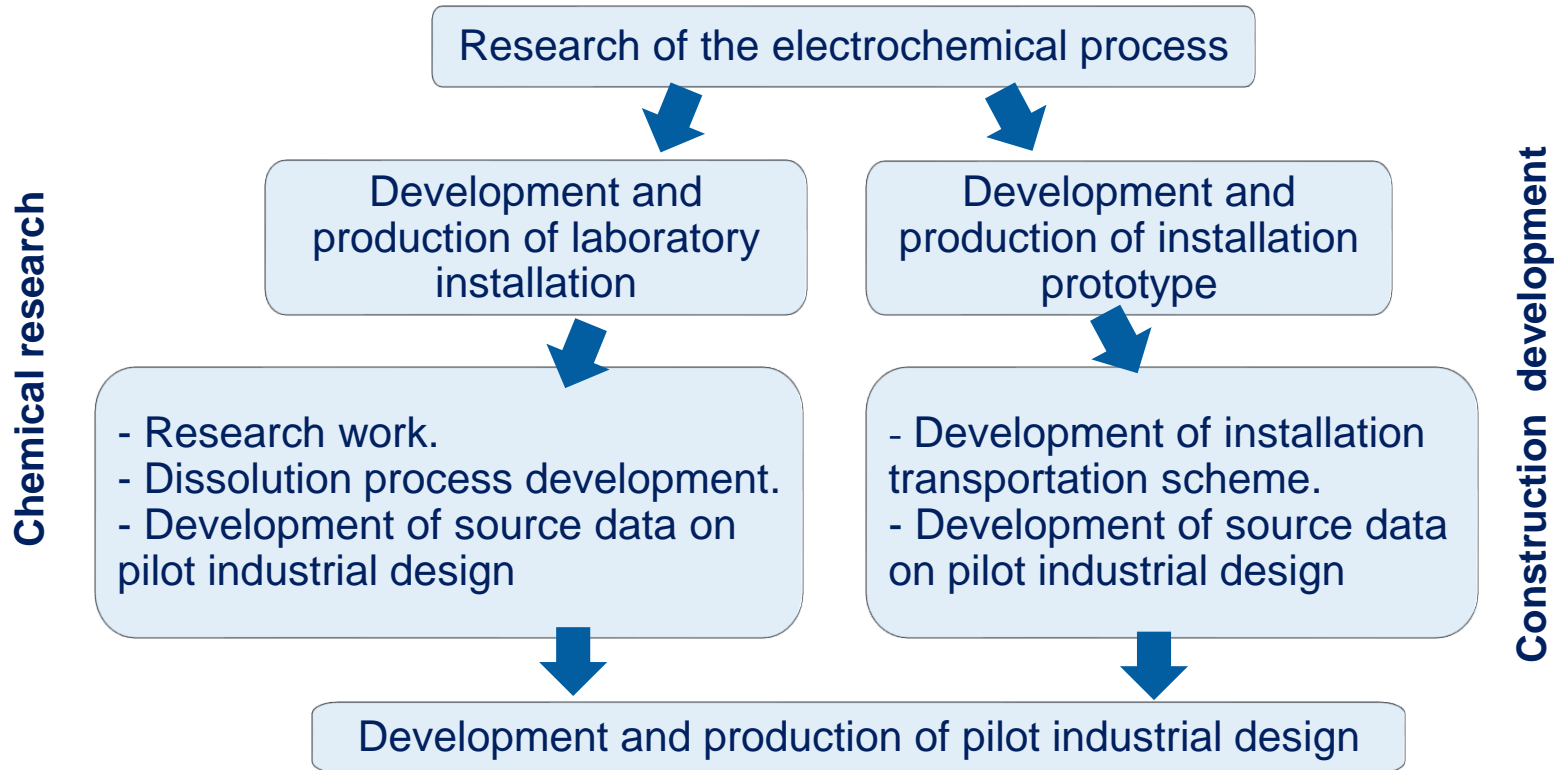 Research of the electrochemical process
Chemical research
Development and
production of laboratory
installation
Development and
production of installation
prototype
Construction development
- Research work.
- Dissolution process development.
- Development of source data on
pilot industrial design
- Development of installation
transportation scheme.
- Development of source data
on pilot industrial design
Development and production of pilot industrial design